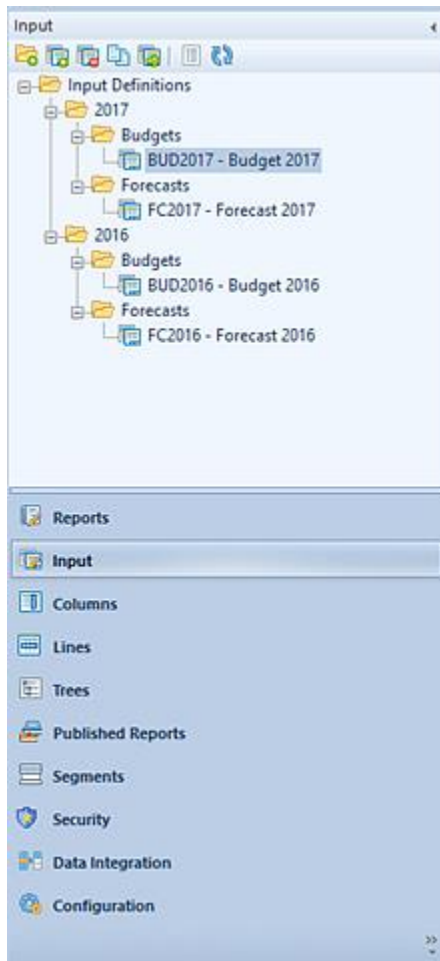 Input
Input Definitions
2017
Budgets
BUD2017 - Budget 2017
Forecasts
FC2017 - Forecast 2017
2016
Budgets
BUD2016 - Budget 2016
Forecasts
FC2016 - Forecast 2016
Reports
Input
Columns
Lines
Trees
Published Reports
Segments
Security
Data Integration
Configuration